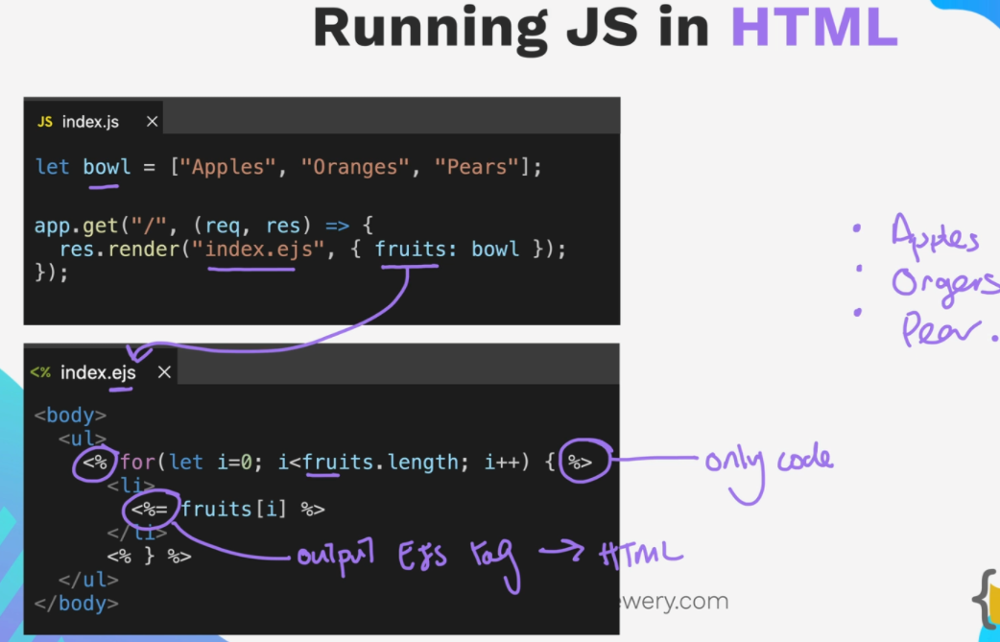 Running JS in HTML
JS index.js ×
let bowl = ["Apples", "Oranges", "Pears"];
app.get("/", (req, res) => {
res.render("index.ejs", { fruits: bowl });
});
• Apples
• Orgers
• Pear.
<% index.ejs ×
<body>
<ul>
<% for(let i=0; i<fruits.length; i++) { %>
only code
<li>
<%= fruits[i] %>
</li>
output EJS tag → HTML
<% } %>
</ul>
</body>
ewery.com
{